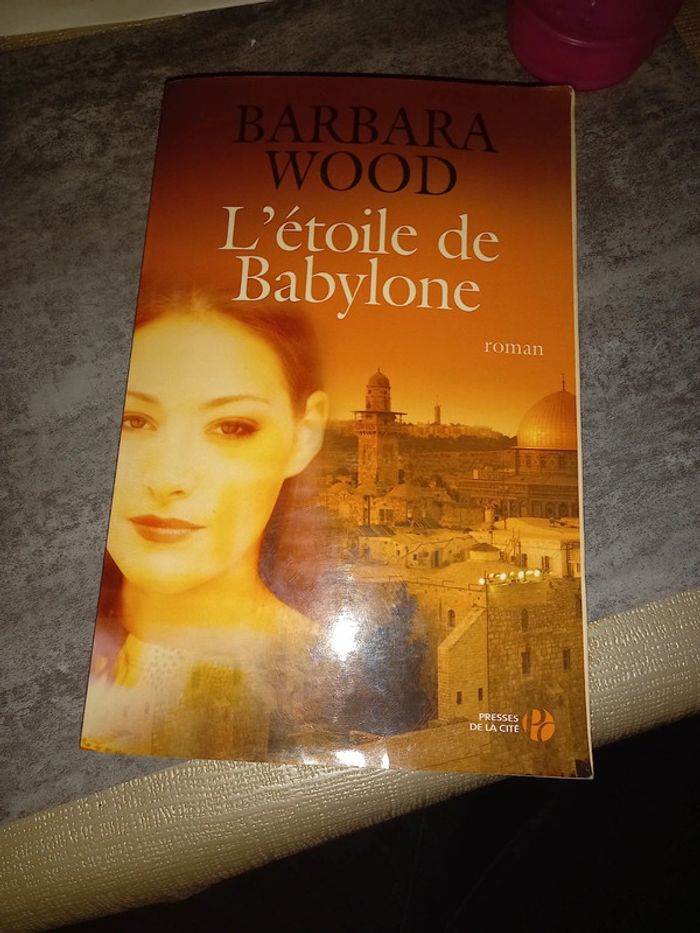 BARBARA
WOOD
L'étoile de
Babylone
roman
PRESSES
DE LA CITÉ